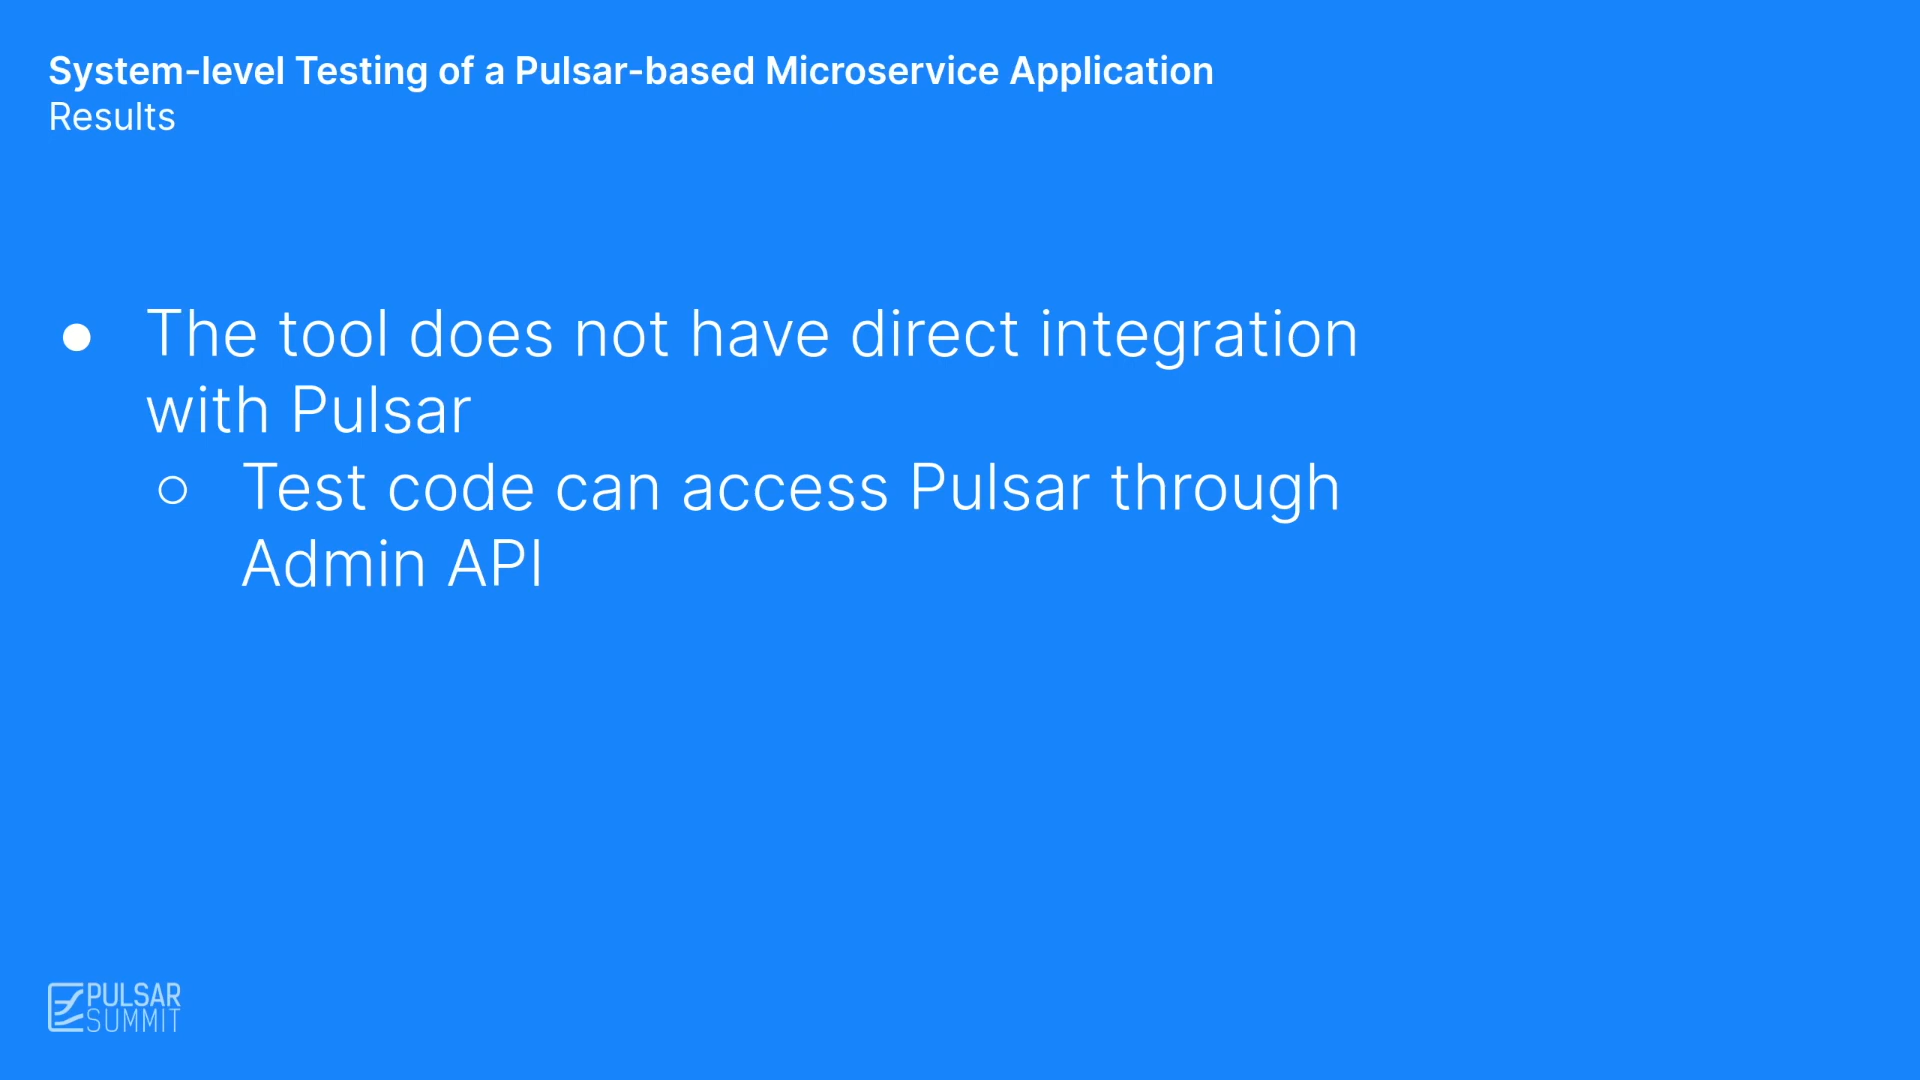 System-level Testing of a Pulsar-based Microservice Application
Results
● The tool does not have direct integration
with Pulsar
○ Test code can access Pulsar through
Admin API
PULSAR
SUMMIT